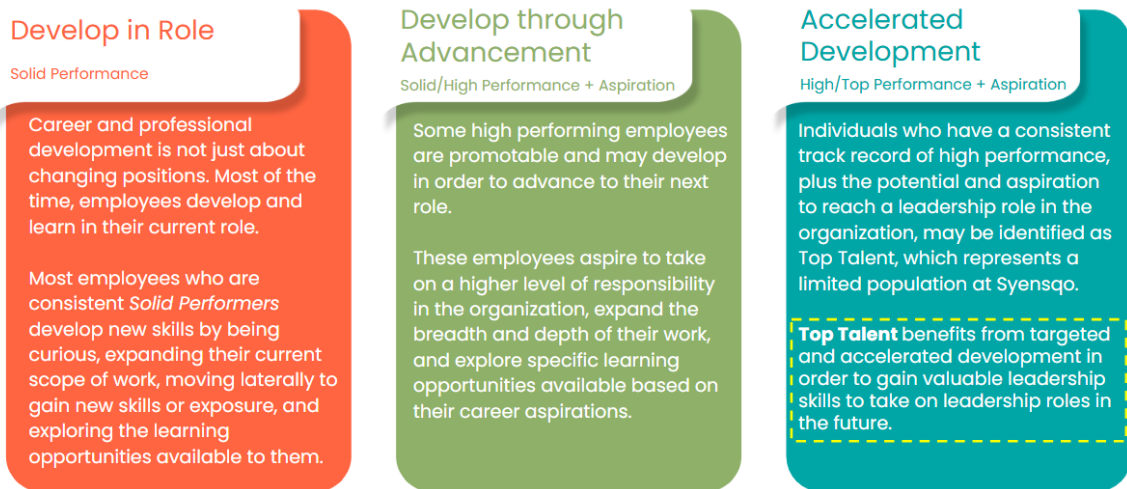 Develop in Role
Solid Performance
Career and professional
development is not just about
changing positions. Most of the
time, employees develop and
learn in their current role.
Most employees who are
consistent Solid Performers
develop new skills by being
curious, expanding their current
scope of work, moving laterally to
gain new skills or exposure, and
exploring the learning
opportunities available to them.
Develop through
Advancement
Solid/High Performance + Aspiration
Some high performing employees
are promotable and may develop
in order to advance to their next
role.
These employees aspire to take
on a higher level of responsibility
in the organization, expand the
breadth and depth of their work,
and explore specific learning
opportunities available based on
their career aspirations.
Accelerated
Development
High/Top Performance + Aspiration
Individuals who have a consistent
track record of high performance,
plus the potential and aspiration
to reach a leadership role in the
organization, may be identified as
Top Talent, which represents a
limited population at Syensqo.
Top Talent benefits from targeted
and accelerated development in
order to gain valuable leadership
skills to take on leadership roles in
the future.